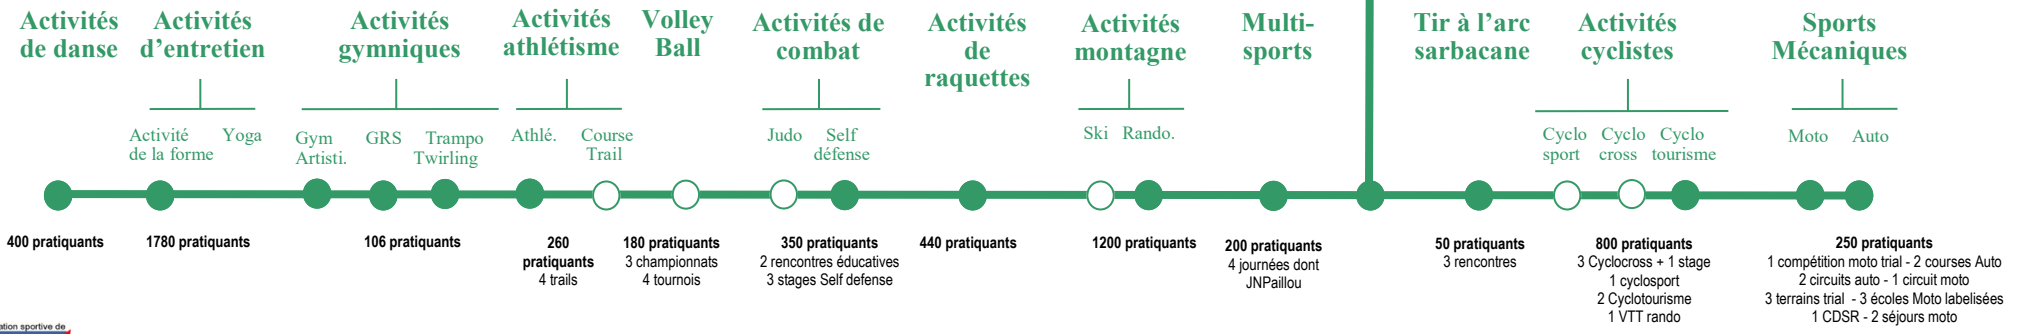 Activités
de danse
Activités
d'entretien
Activité
de la forme
Yoga
Activités
gymniques
Gym
Artisti.
GRS
Trampo
Twirling
Activités
athlétisme
Athlé.
Course
Trail
Volley
Ball
Activités de
combat
Judo
Self
défense
Activités
de
raquettes
Activités
montagne
Ski
Rando.
Multi-
sports
Tir à l'arc
sarbacane
Activités
cyclistes
Cyclo
sport
Cyclo
cross
Cyclo
tourisme
Sports
Mécaniques
Moto
Auto
400 pratiquants
1780 pratiquants
106 pratiquants
260
pratiquants
4 trails
180 pratiquants
3 championnats
4 tournois
350 pratiquants
2 rencontres éducatives
3 stages Self defense
440 pratiquants
1200 pratiquants
200 pratiquants
4 journées dont
JNPaillou
50 pratiquants
3 rencontres
800 pratiquants
3 Cyclocross + 1 stage
1 cyclosport
2 Cyclotourisme
1 VTT rando
250 pratiquants
1 compétition moto trial - 2 courses Auto
2 circuits auto - 1 circuit moto
3 terrains trial - 3 écoles Moto labelisées
1 CDSR - 2 séjours moto
ation sportive de